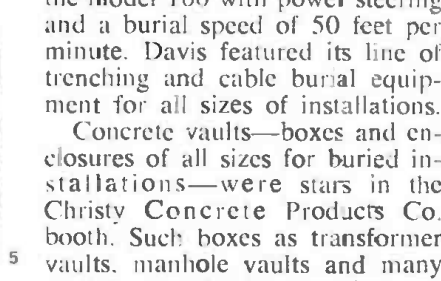 the model 100 with power steering
and a burial speed of 50 feet per
minute. Davis featured its line of
trenching and cable burial equip-
ment for all sizes of installations.
Concrete vaults—boxes and en-
closures of all sizes for buried in-
stallations—were stars in the
Christy Concrete Products Co.
booth. Such boxes as transformer
5 vaults, manhole vaults and many